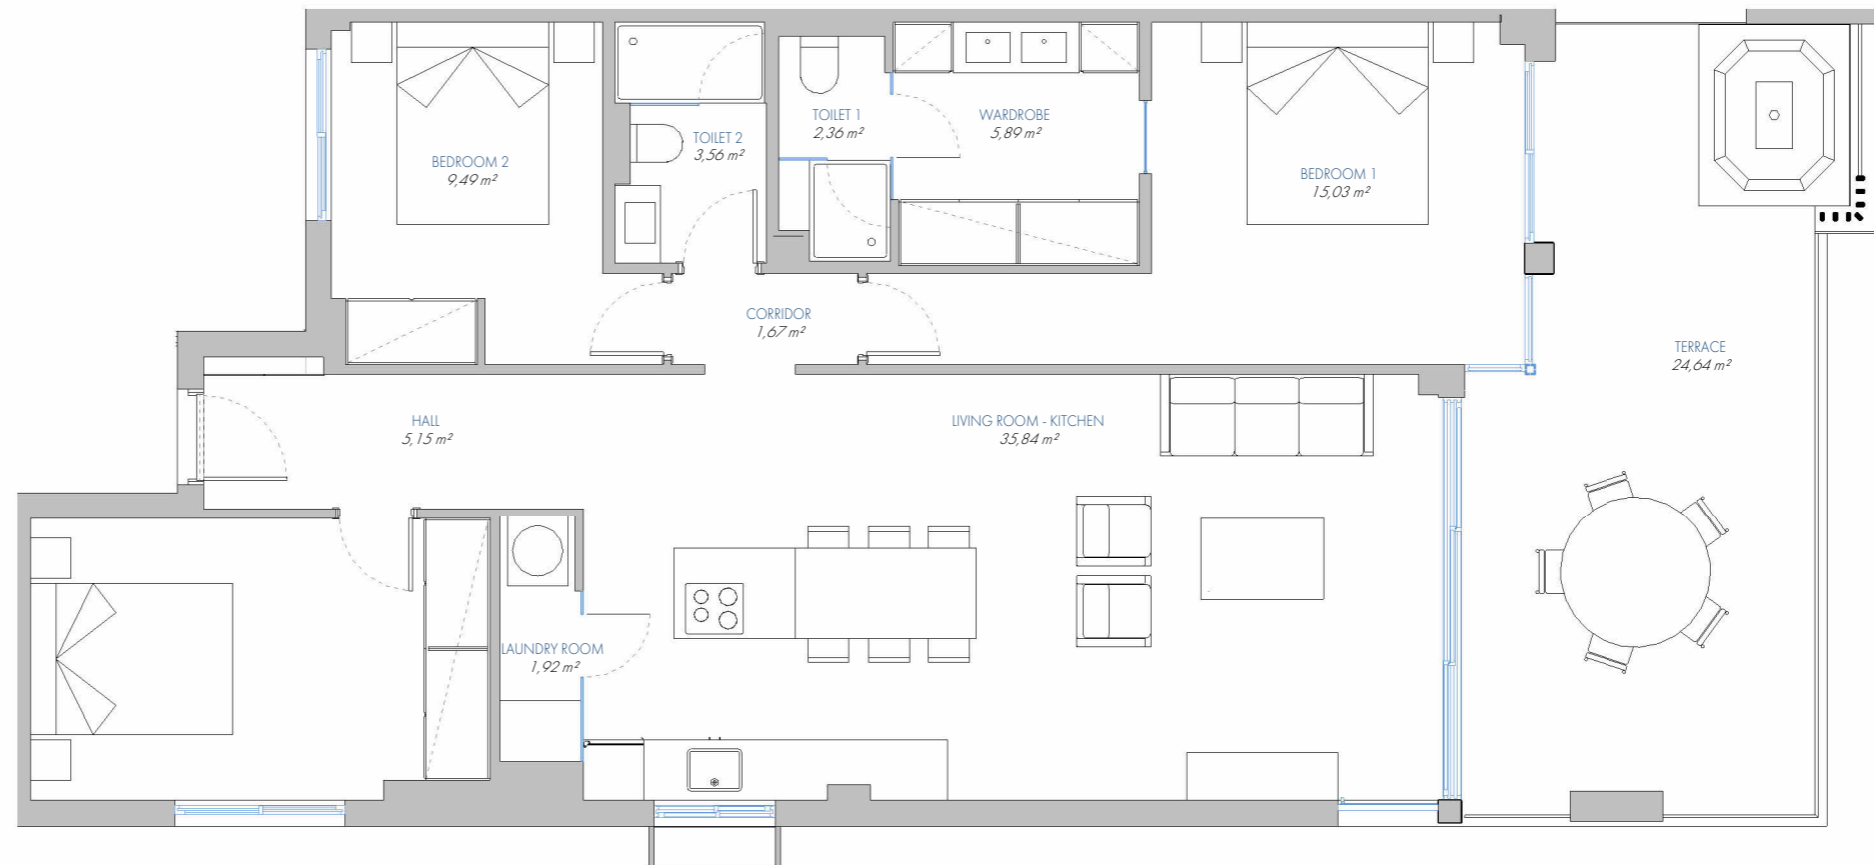 TOILET 1
2,36 m²
WARDROBE
5,89 m²
TOILET 2
3,56 m²
BEDROOM 2
9,49 m²
BEDROOM 1
15,03 m²
CORRIDOR
1,67 m²
TERRACE
24,64 m²
HALL
5,15 m²
LIVING ROOM - KITCHEN
35,84 m²
LAUNDRY ROOM
1,92 m²